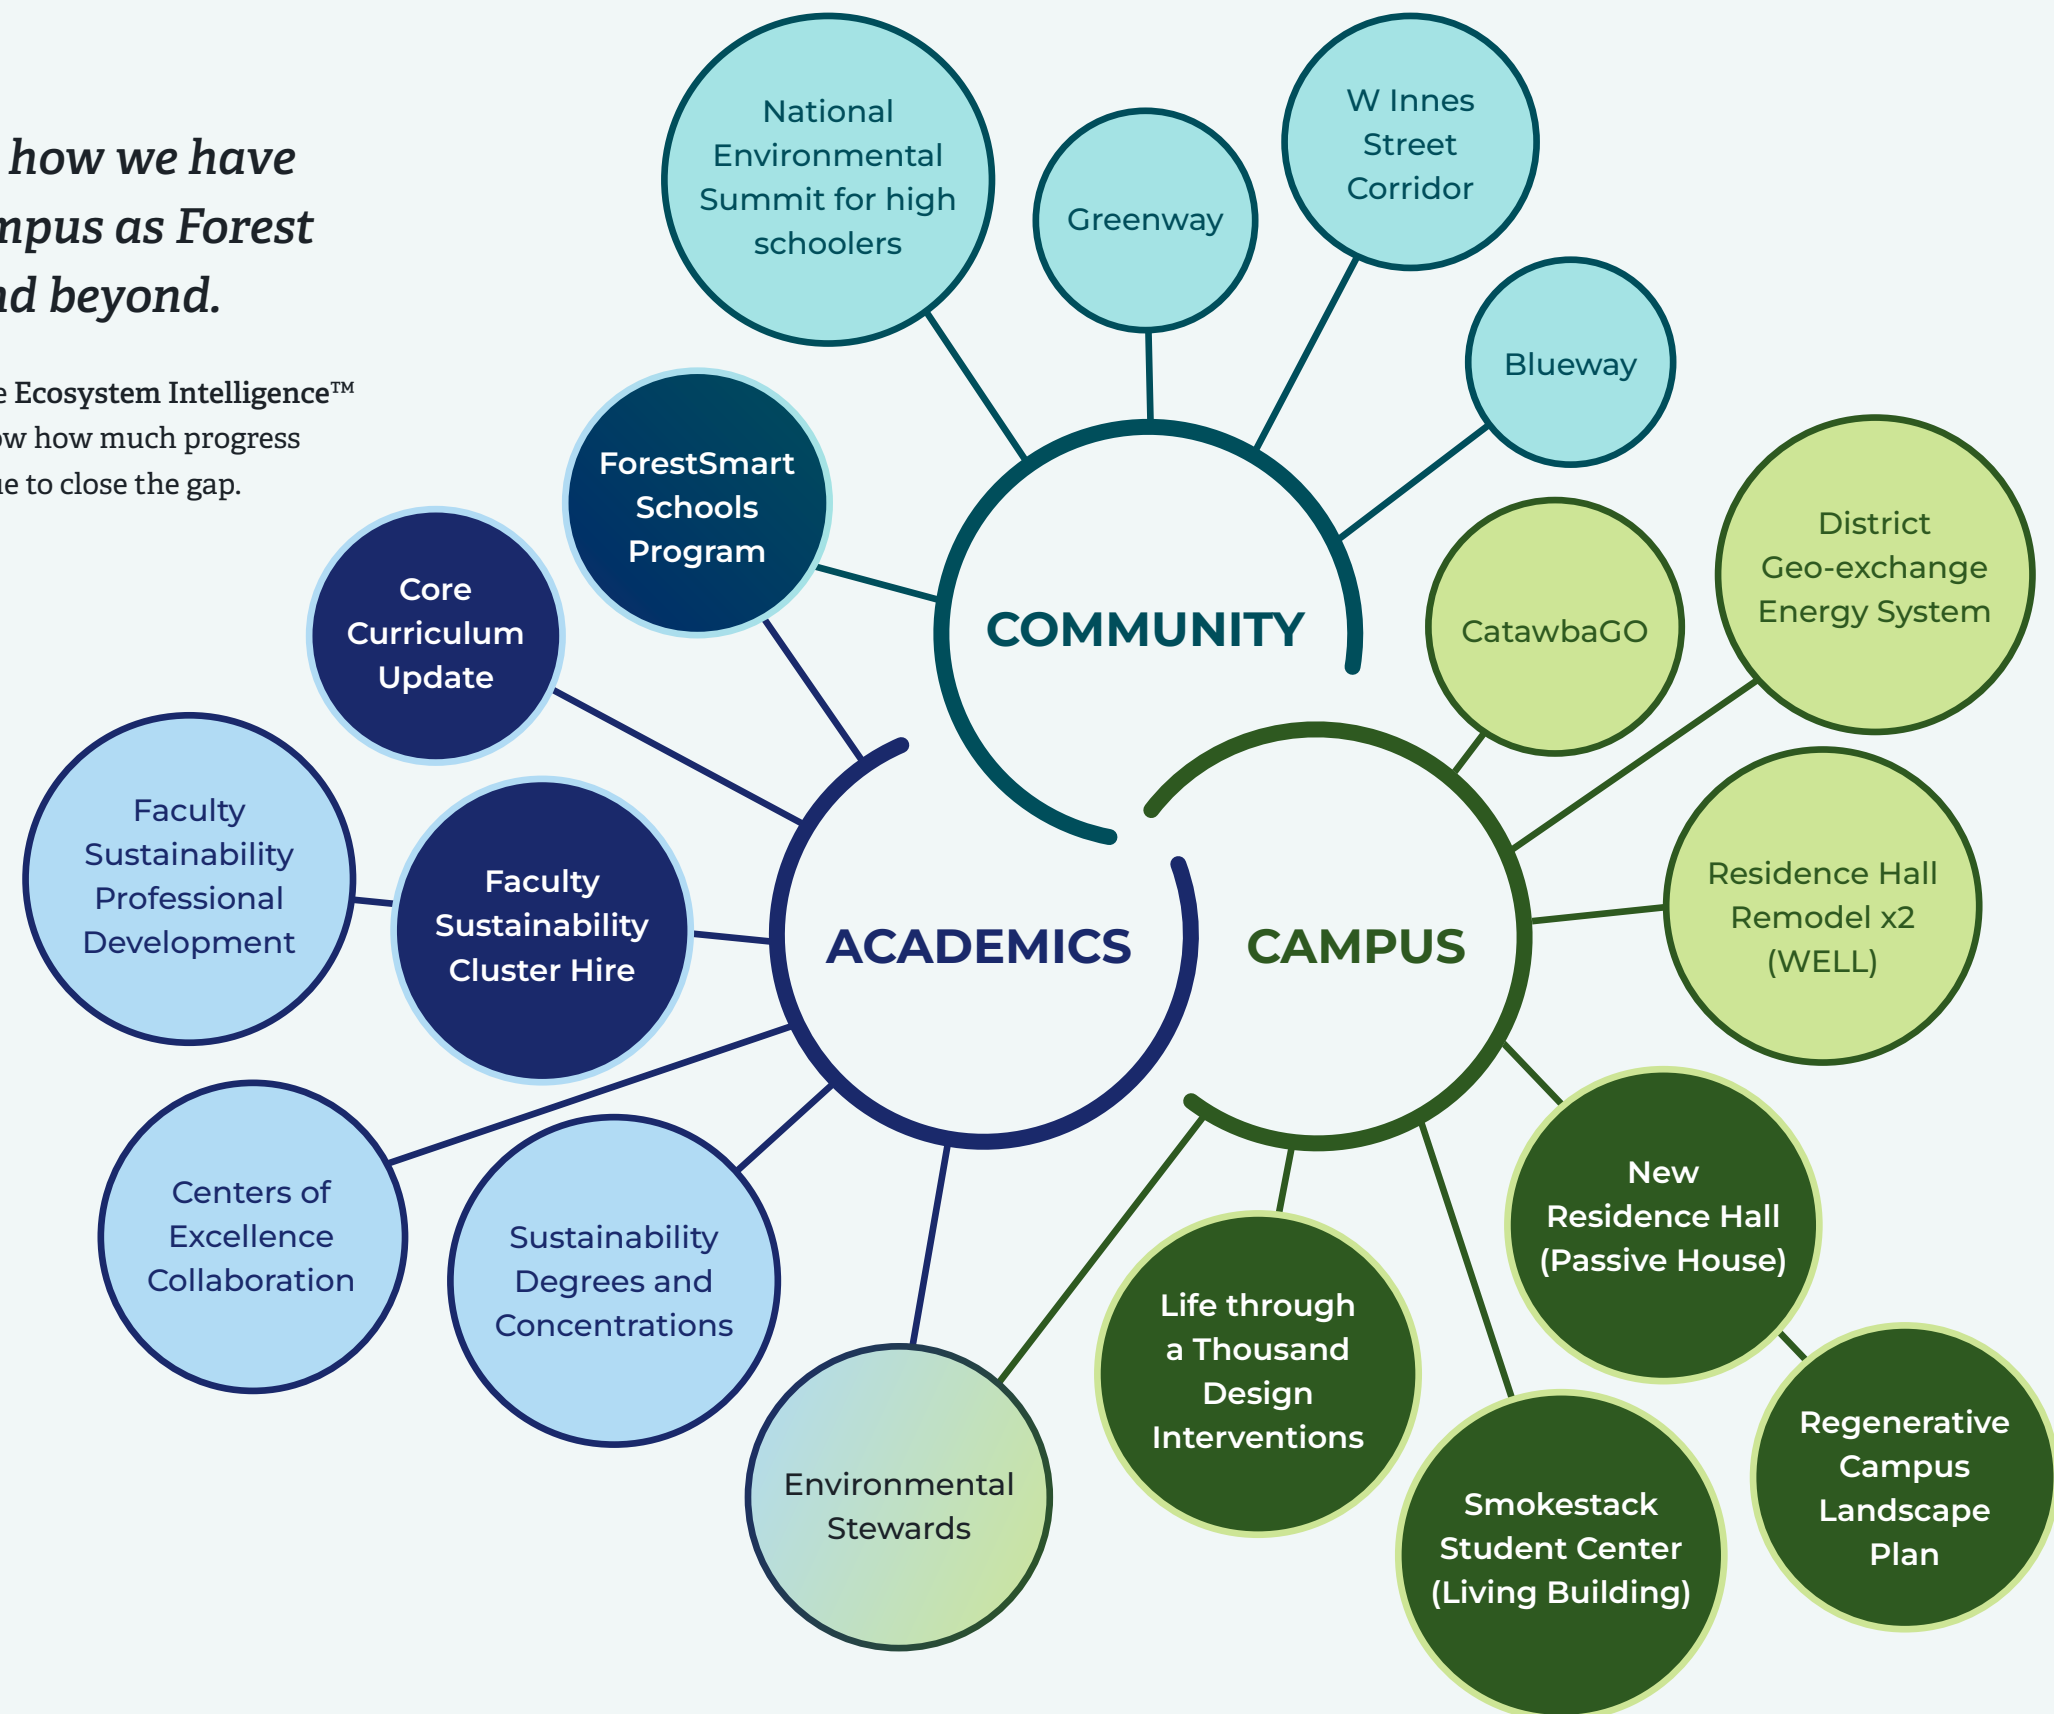 how we have
mpus as Forest
nd beyond.
Ecosystem Intelligence™
ow how much progress
ue to close the gap.
National
Environmental
Summit for high
schoolers
Greenway
W Innes
Street
Corridor
Blueway
ForestSmart
Schools
Program
COMMUNITY
CatawbaGO
District
Geo-exchange
Energy System
Core
Curriculum
Update
Faculty
Sustainability
Professional
Development
Faculty
Sustainability
Cluster Hire
ACADEMICS
CAMPUS
Residence Hall
Remodel x2
(WELL)
Centers of
Excellence
Collaboration
Sustainability
Degrees and
Concentrations
Environmental
Stewards
Life through
a Thousand
Design
Interventions
New
Residence Hall
(Passive House)
Smokestack
Student Center
(Living Building)
Regenerative
Campus
Landscape
Plan